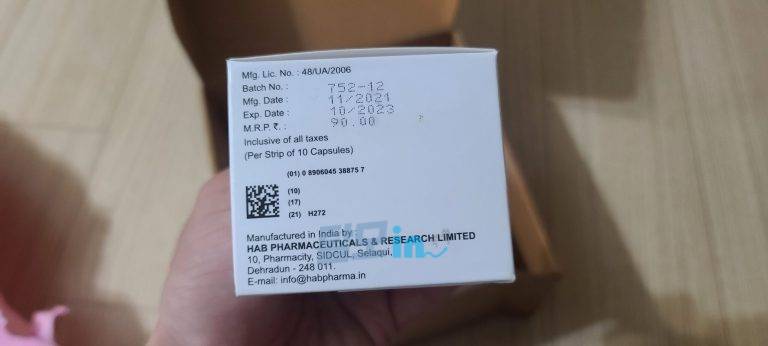 Mfg. Lic. No. : 48/UA/2006
Batch No. : 752-12
Mfg. Date : 11/2021
Exp. Date : 10/2023
M.R.P. ₹. : 90.00
Inclusive of all taxes
(Per Strip of 10 Capsules)
(01) 0 8906045 38875 7
(10)
(17)
(21) H272
Manufactured in India by :
HAB PHARMACEUTICALS & RESEARCH LIMITED
10, Pharmacity, SIDCUL, Selaqui,
Dehradun - 248 011.
E-mail: info@habpharma.in